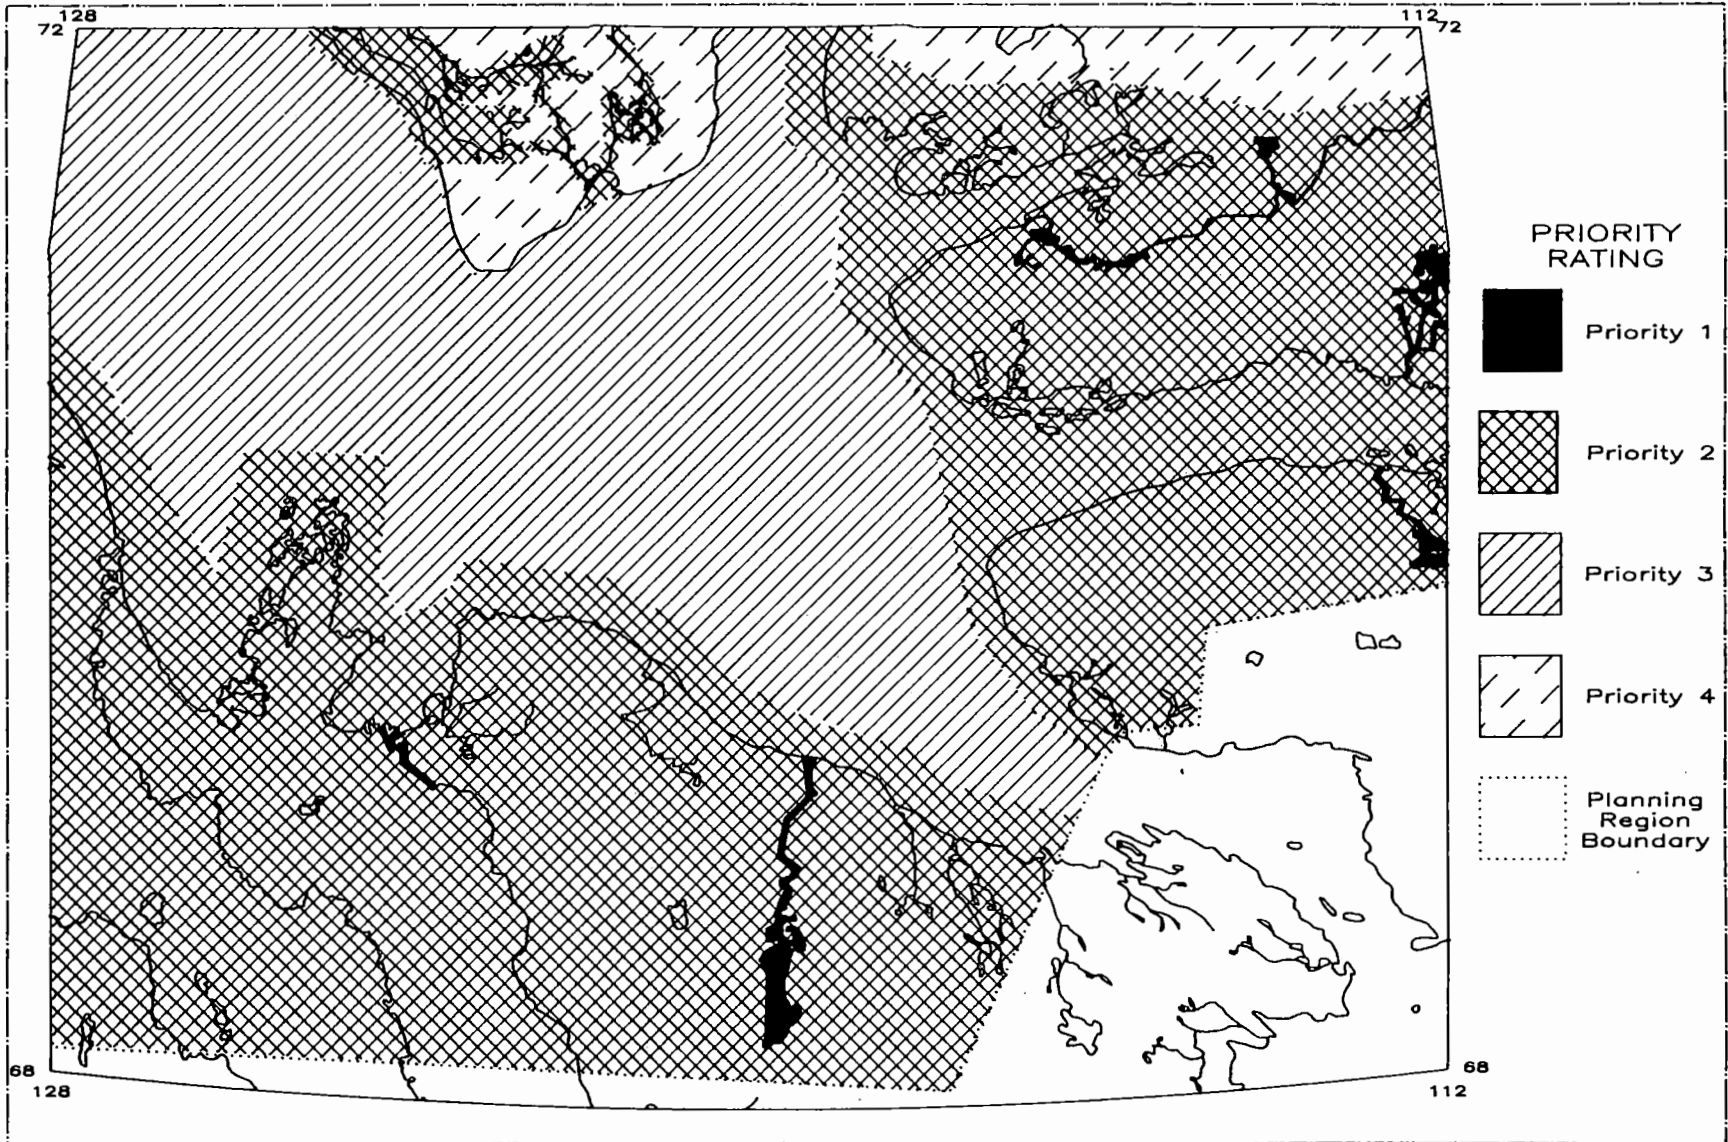 128
112
72
72
PRIORITY
RATING
Priority 1
Priority 2
Priority 3
Priority 4
Planning
Region
Boundary
68
68
128
112